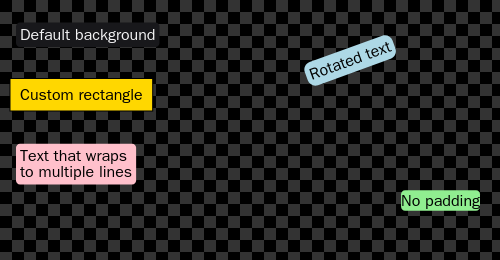 Default background
Rotated text
Custom rectangle
Text that wraps
to multiple lines
No padding